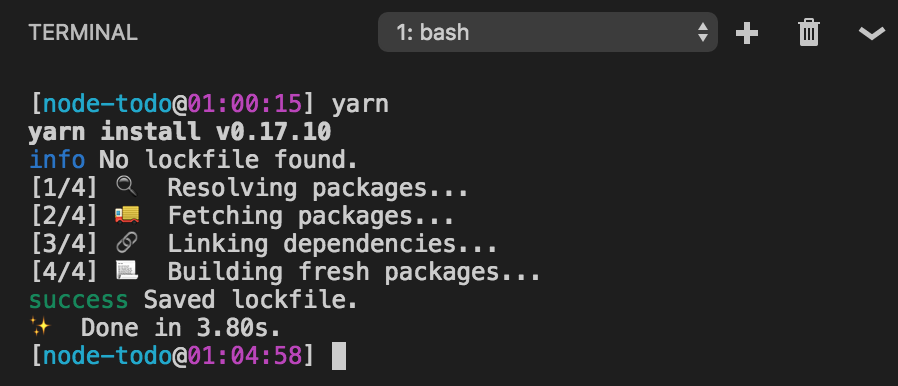 TERMINAL
1: bash
[node-todo@01:00:15] yarn
yarn install v0.17.10
info No lockfile found.
[1/4] 🔍 Resolving packages...
[2/4] 🚚 Fetching packages...
[3/4] 🔗 Linking dependencies...
[4/4] 📃 Building fresh packages...
success Saved lockfile.
✨ Done in 3.80s.
[node-todo@01:04:58]